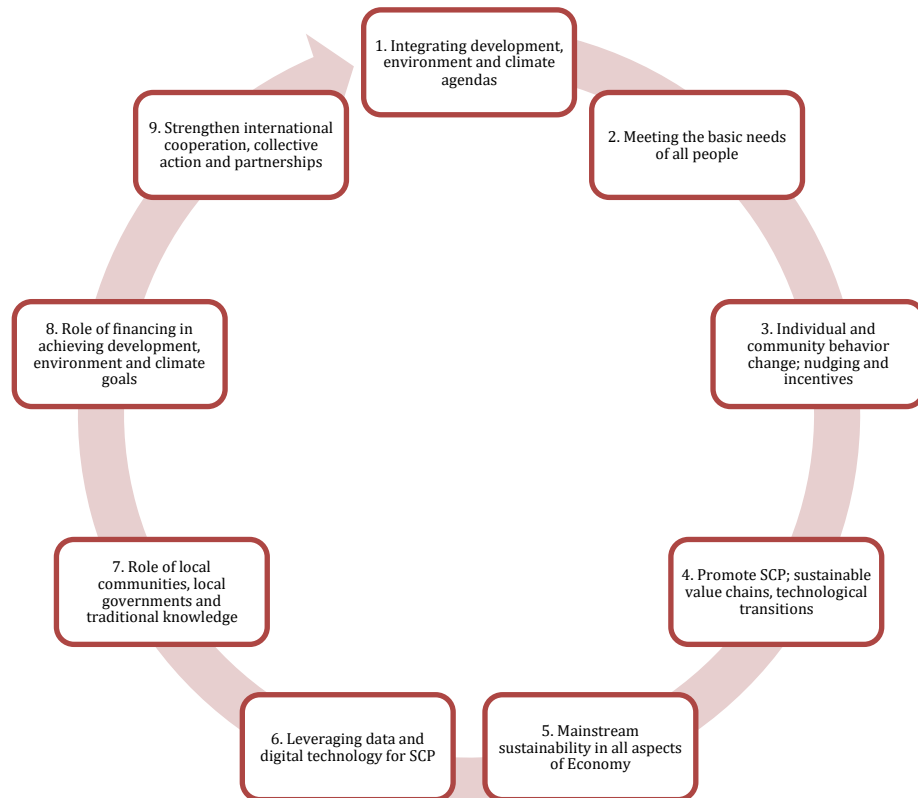 1. Integrating development,
environment and climate
agendas
2. Meeting the basic needs
of all people
3. Individual and
community behavior
change; nudging and
incentives
4. Promote SCP; sustainable
value chains, technological
transitions
5. Mainstream
sustainability in all aspects
of Economy
6. Leveraging data and
digital technology for SCP
7. Role of local
communities, local
governments and
traditional knowledge
8. Role of financing in
achieving development,
environment and climate
goals
9. Strengthen international
cooperation, collective
action and partnerships